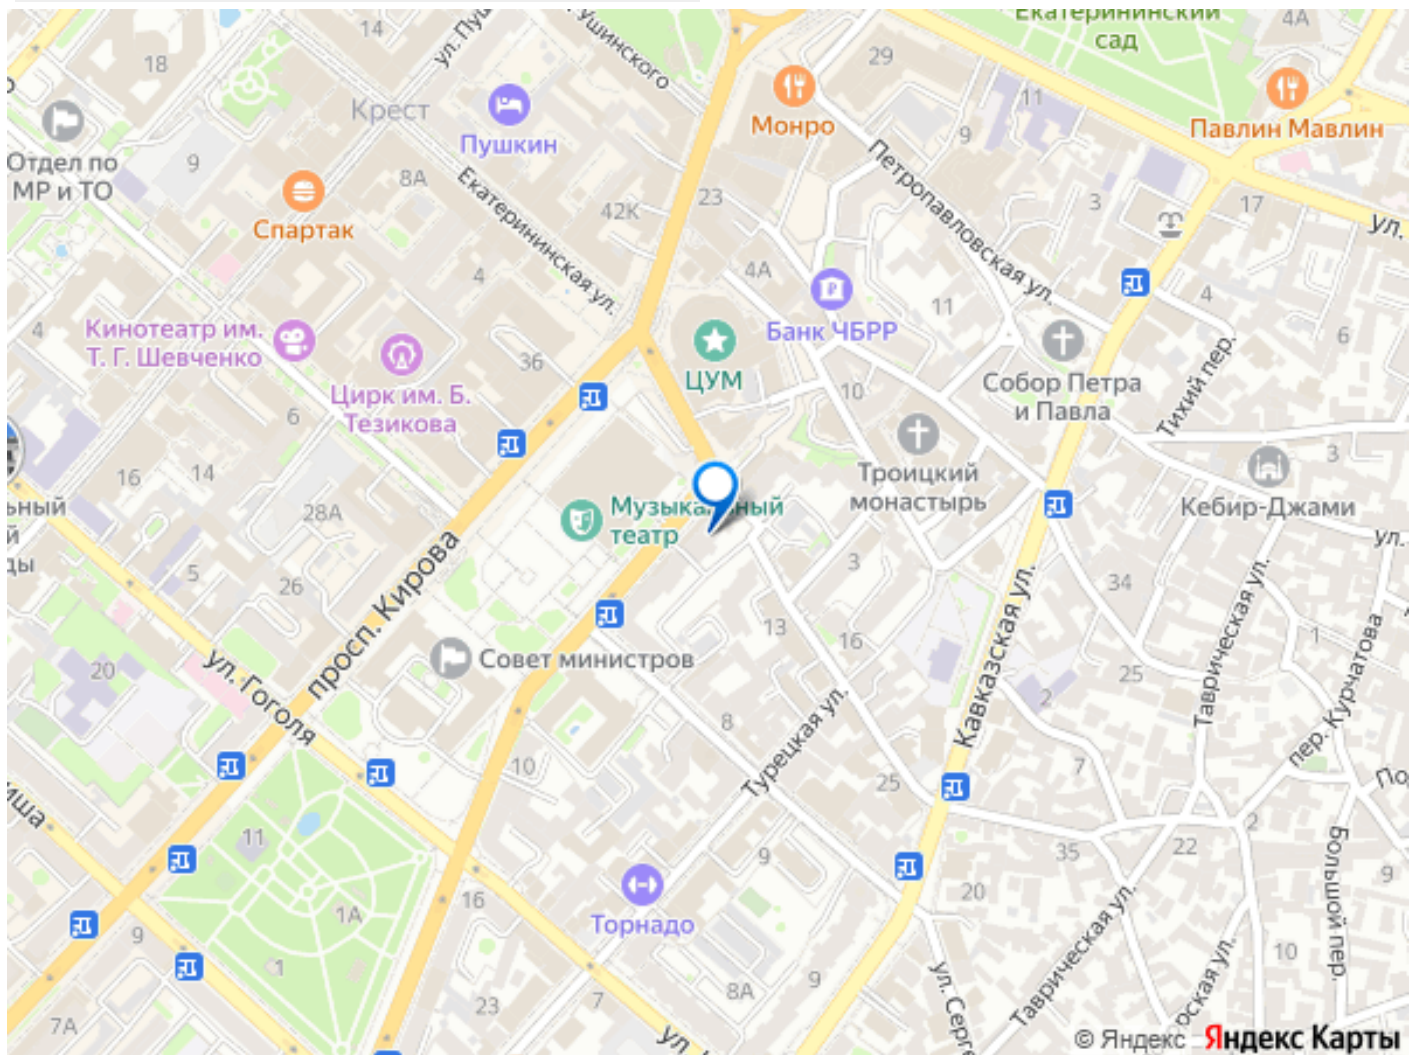 Екатерининский
сад
4А
14
18
29
Крест
Пушкин
Монро
11
9
Павлин Мавлин
Отдел по
МР и ТО
9
8А
Спартак
42К
23
Екатерининская ул.
Петропавловская ул.
3
17
ул.
4
4А
Банк ЧБРР
11
4
6
4
Кинотеатр им.
Т. Г. Шевченко
36
ЦУМ
Цирк им. Б.
Тезикова
6
10
Собор Петра
и Павла
Тихий пер.
16
14
Троицкий
монастырь
3
Кебир-Джами
28А
Музыкальный
театр
ул.
5
26
просп. Кирова
3
34
13
16
1
20
ул. Гоголя
Совет министров
Кавказская ул.
Таврическая ул.
пер. Курчатова
25
2
8
Турецкая ул.
10
25
7
11
2
22
35
9
Большой пер.
9
1А
16
Торнадо
20
9
1
Таврическая ул.
10
23
7
8А
9
7А
ул.
© Яндекс Яндекс Карты